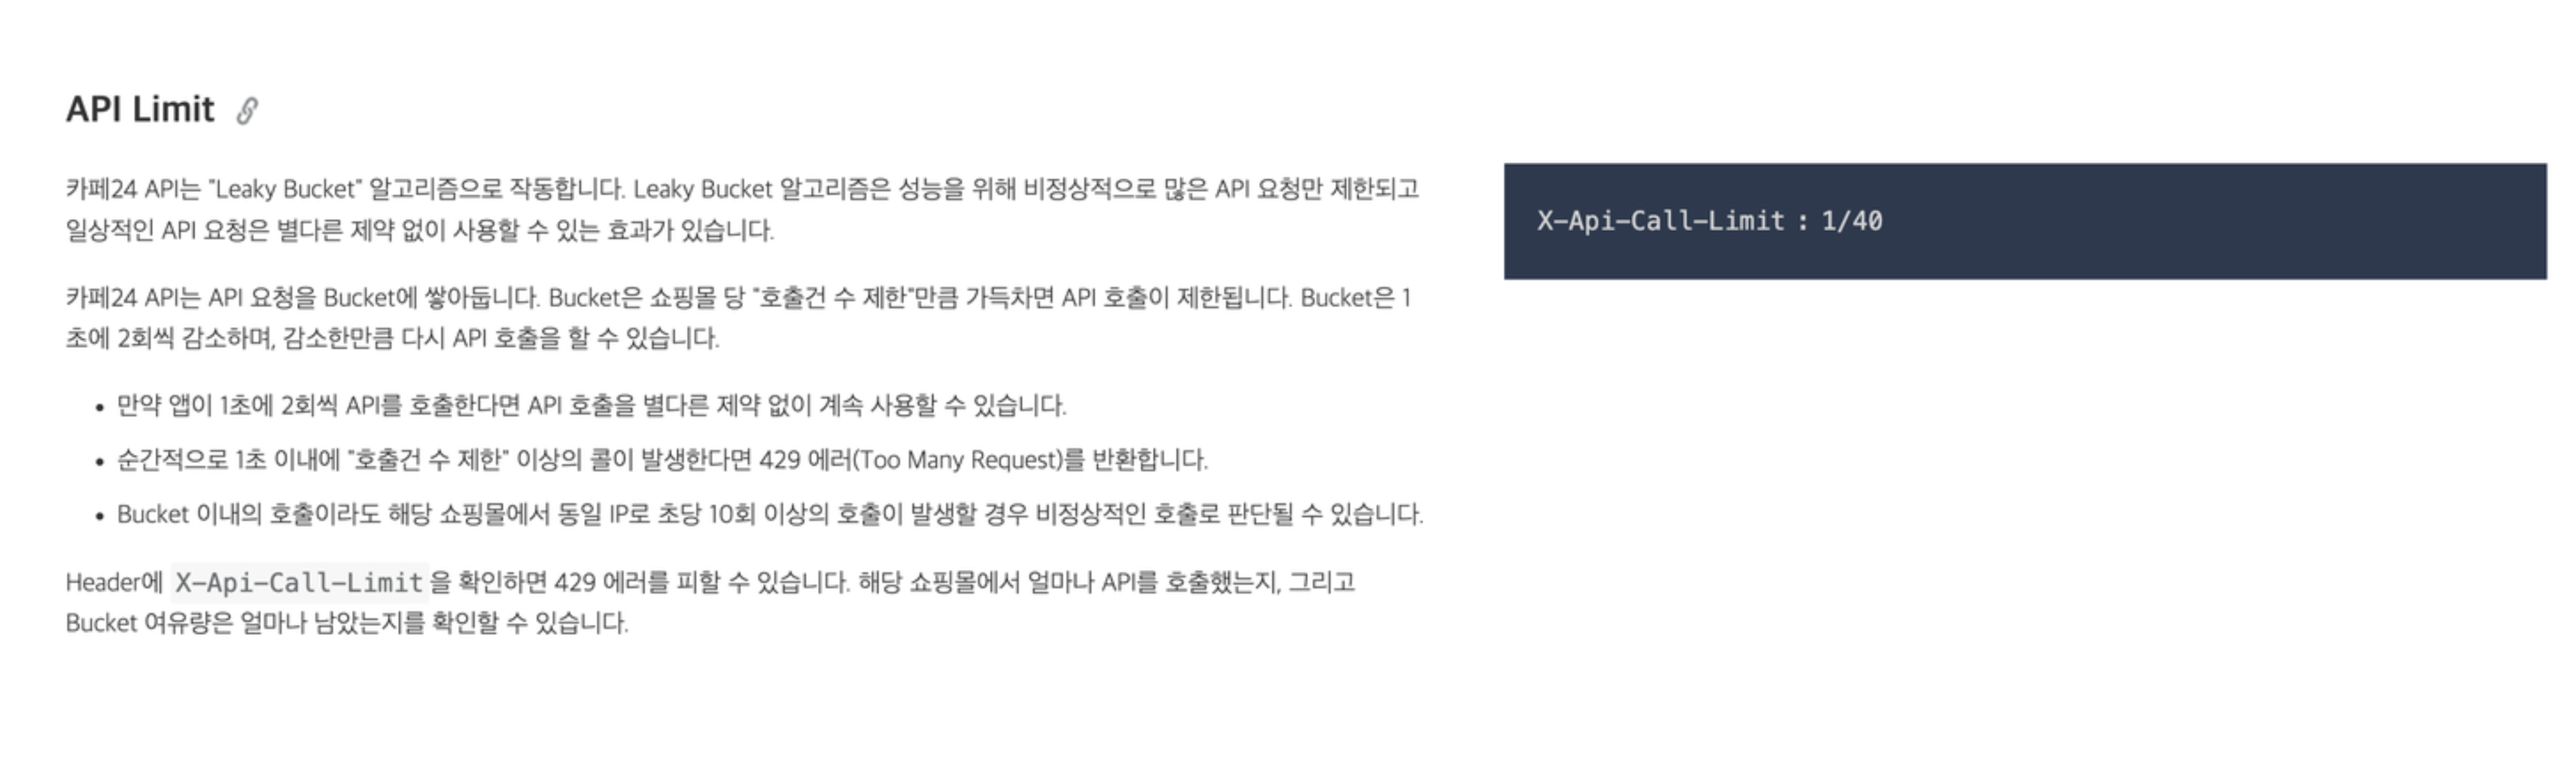 API Limit
카페24 API는 "Leaky Bucket" 알고리즘으로 작동합니다. Leaky Bucket 알고리즘은 성능을 위해 비정상적으로 많은 API 요청만 제한되고
일상적인 API 요청은 별다른 제약 없이 사용할 수 있는 효과가 있습니다.
카페24 API는 API 요청을 Bucket에 쌓아둡니다. Bucket은 쇼핑몰 당 "호출건 수 제한"만큼 가득차면 API 호출이 제한됩니다. Bucket은 1
초에 2회씩 감소하며, 감소한만큼 다시 API 호출을 할 수 있습니다.
• 만약 앱이 1초에 2회씩 API를 호출한다면 API 호출을 별다른 제약 없이 계속 사용할 수 있습니다.
• 순간적으로 1초 이내에 "호출건 수 제한" 이상의 콜이 발생한다면 429 에러(Too Many Request)를 반환합니다.
• Bucket 이내의 호출이라도 해당 쇼핑몰에서 동일 IP로 초당 10회 이상의 호출이 발생할 경우 비정상적인 호출로 판단될 수 있습니다.
Header에 X-Api-Call-Limit을 확인하면 429 에러를 피할 수 있습니다. 해당 쇼핑몰에서 얼마나 API를 호출했는지, 그리고
Bucket 여유량은 얼마나 남았는지를 확인할 수 있습니다.
X-Api-Call-Limit : 1/40